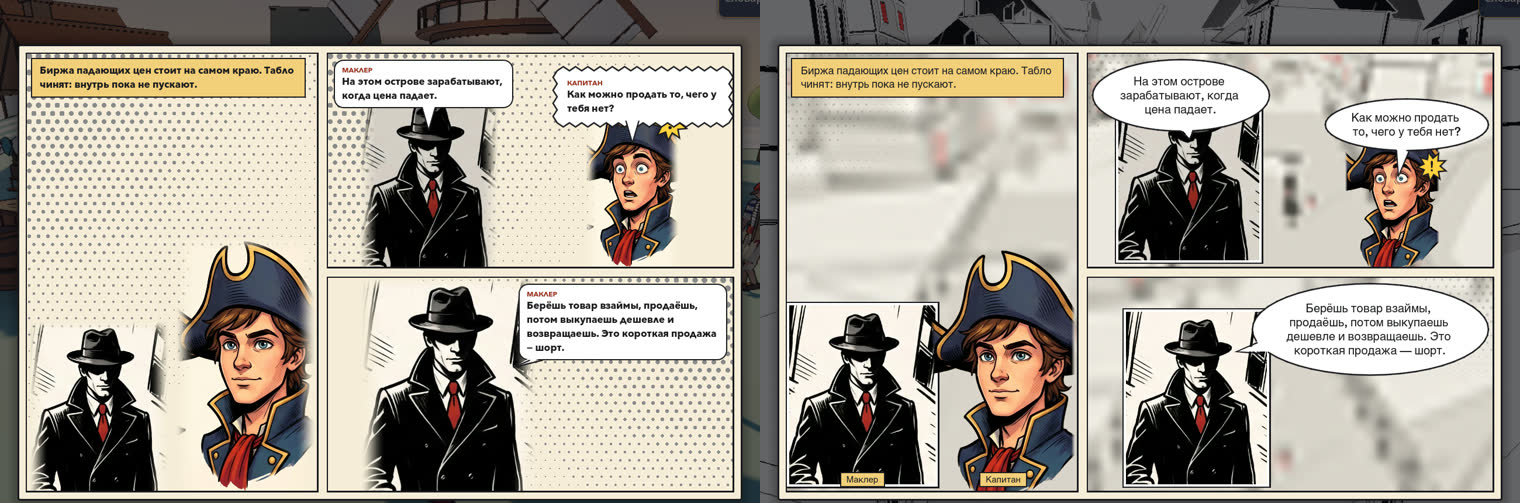 Биржа падающих цен стоит на самом краю. Табло
чинят: внутрь пока не пускают.
МАКЛЕР
На этом острове зарабатывают,
когда цена падает.
КАПИТАН
Как можно продать то, чего у
тебя нет?
МАКЛЕР
Берёшь товар взаймы, продаёшь,
потом выкупаешь дешевле и
возвращаешь. Это короткая продажа
– шорт.
Биржа падающих цен стоит на самом краю. Табло
чинят: внутрь пока не пускают.
На этом острове
зарабатывают, когда
цена падает.
Как можно продать
то, чего у тебя нет?
!
Берёшь товар взаймы,
продаёшь, потом выкупаешь
дешевле и возвращаешь. Это
короткая продажа — шорт.
Маклер
Капитан